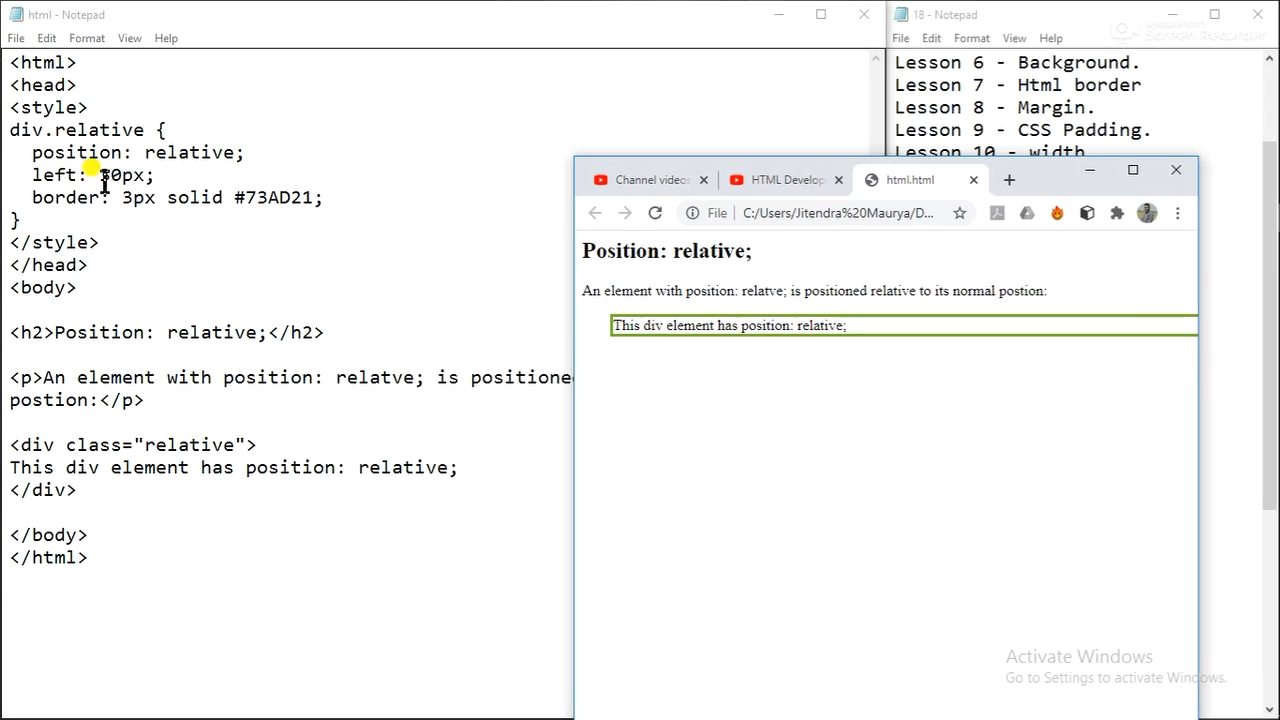 html - Notepad
File Edit Format View Help
<html>
<head>
<style>
div.relative {
position: relative;
left: 30px;
border: 3px solid #73AD21;
}
</style>
</head>
<body>
<h2>Position: relative;</h2>
<p>An element with position: relatve; is positioned
postion:</p>
<div class="relative">
This div element has position: relative;
</div>
</body>
</html>
18 - Notepad
File Edit Format View Help
Screen Recorder
Lesson 6 - Background.
Lesson 7 - Html border
Lesson 8 - Margin.
Lesson 9 - CSS Padding.
Lesson 10 - width
Channel videos
HTML Develop
html.html
File C:/Users/Jitendra%20Maurya/D...
Position: relative;
An element with position: relatve; is positioned relative to its normal postion:
This div element has position: relative;
Activate Windows
Go to Settings to activate Windows.